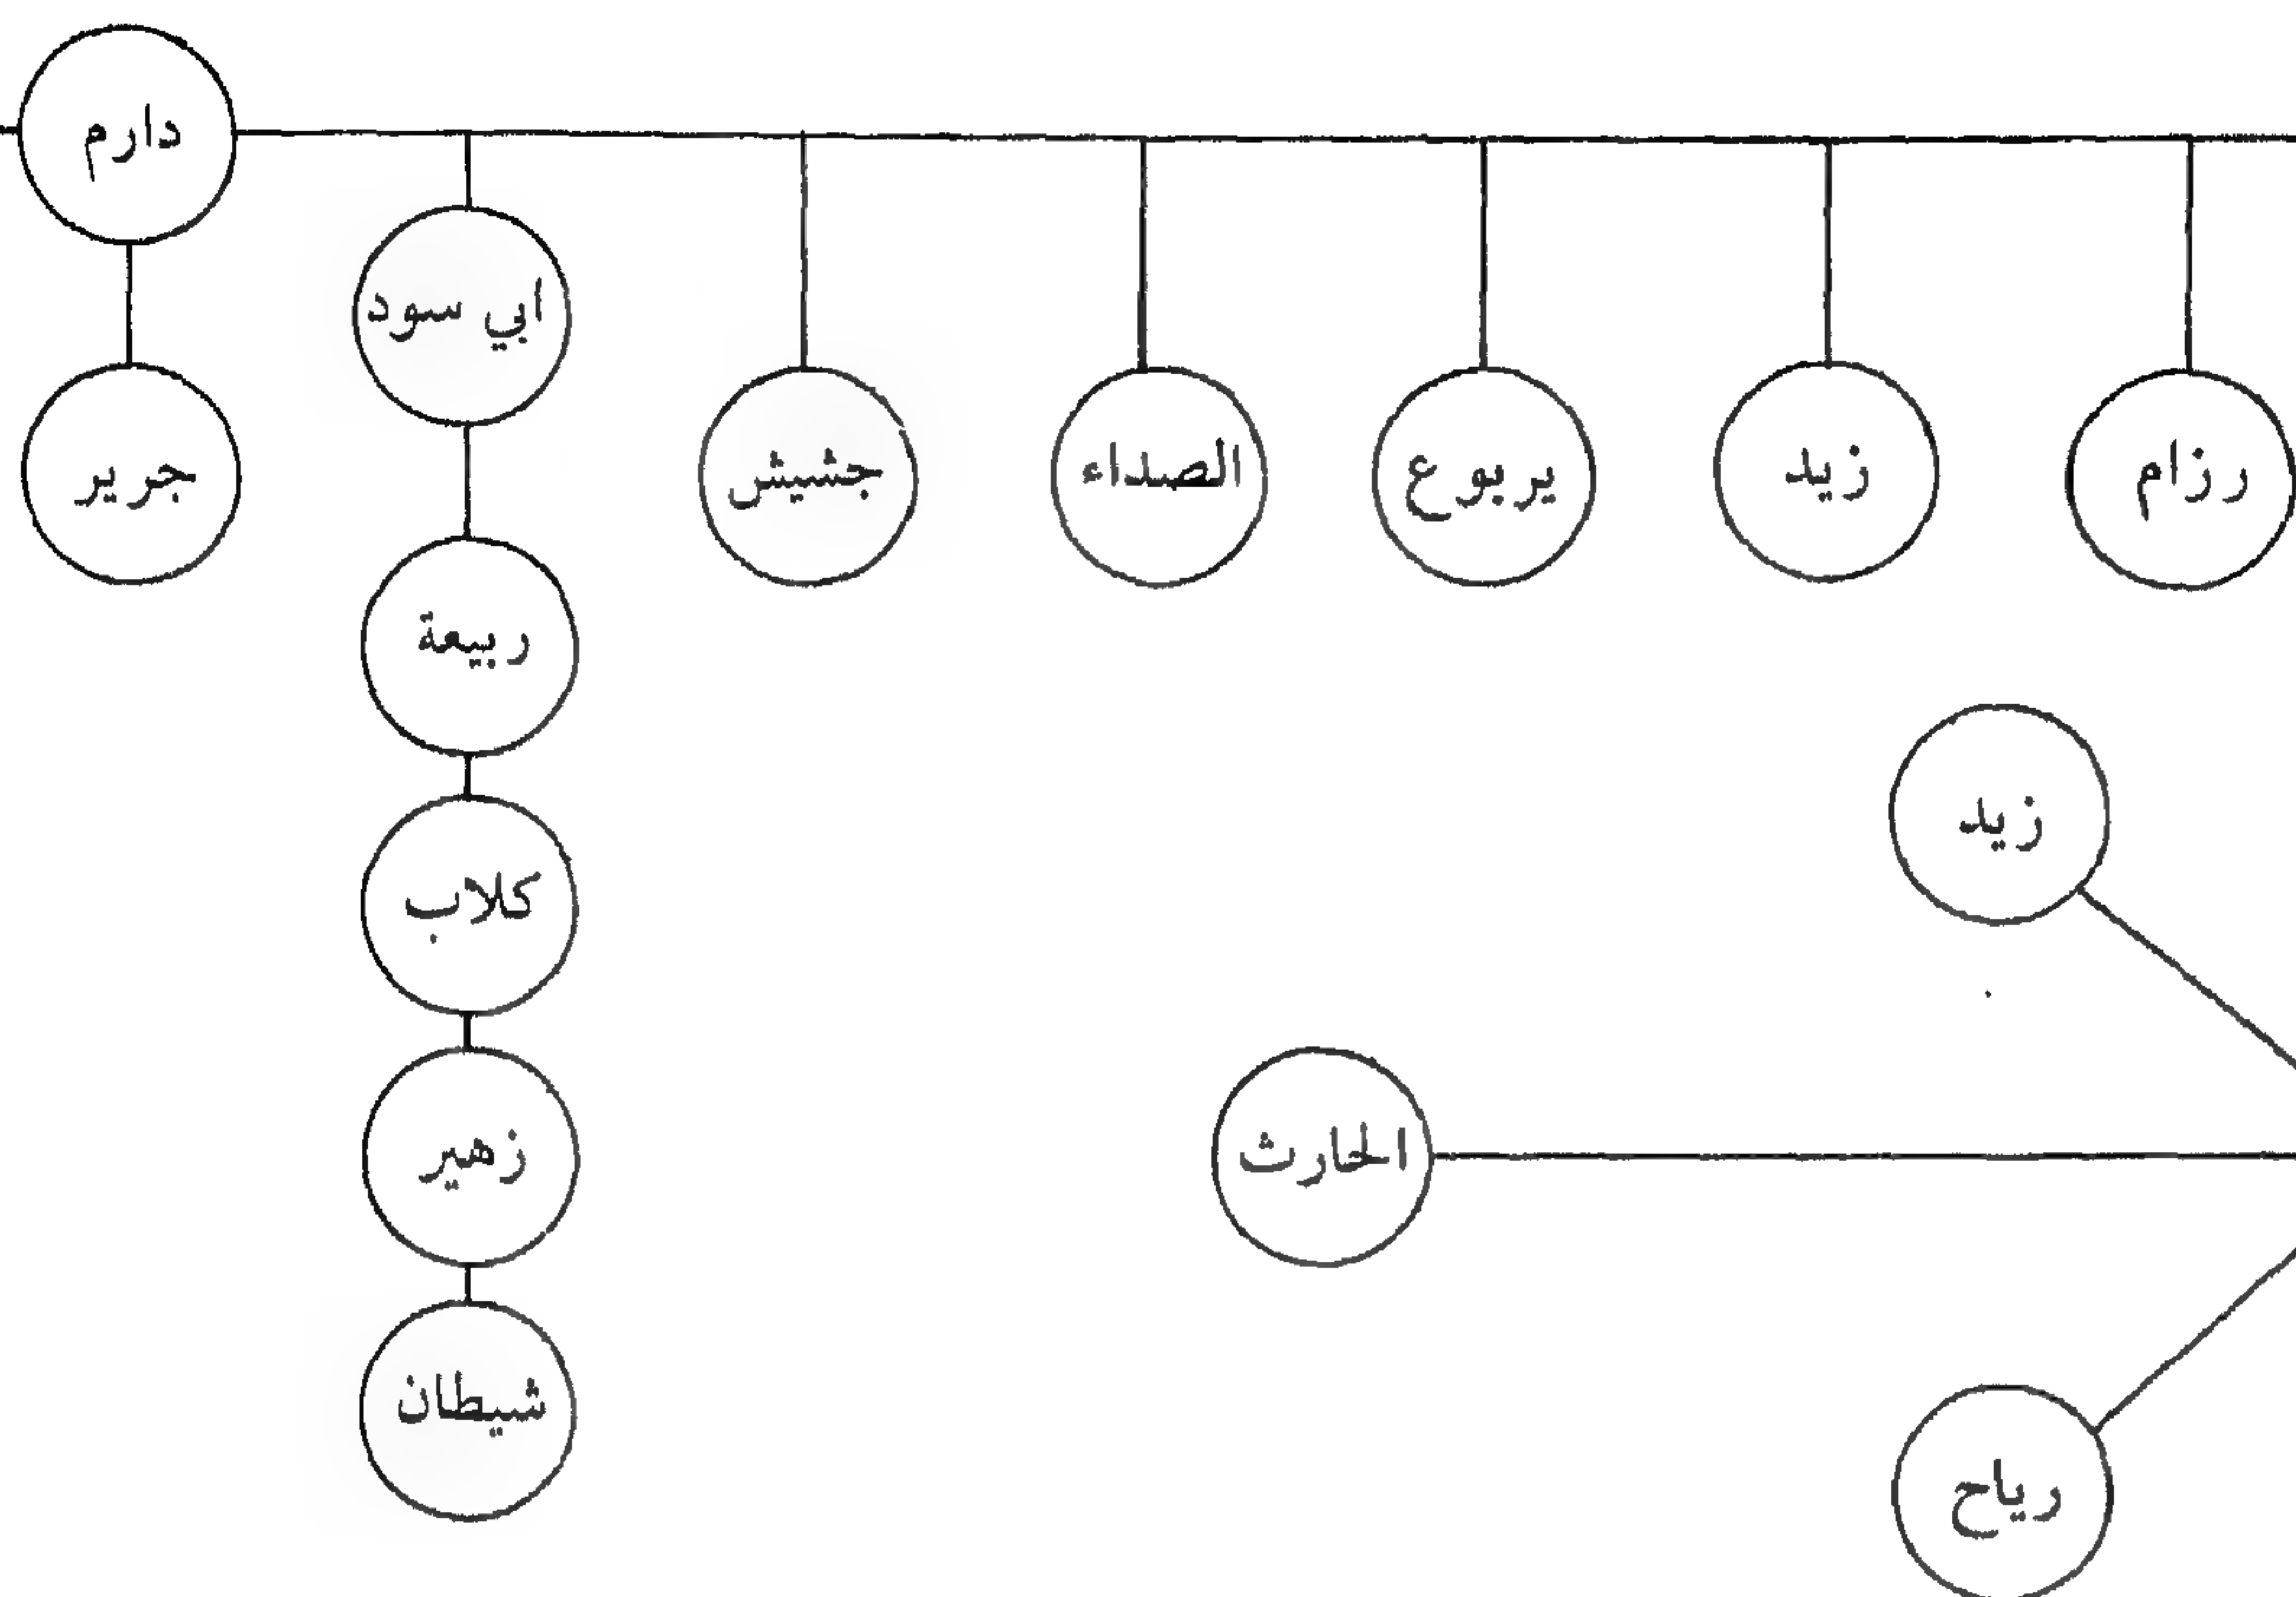 دارم
ابي سود
رزام
زيد
يربوع
الصداء
جشيش
جرير
ربيعة
زيد
كلاب
الحارث
زهير
شيطان
رياح